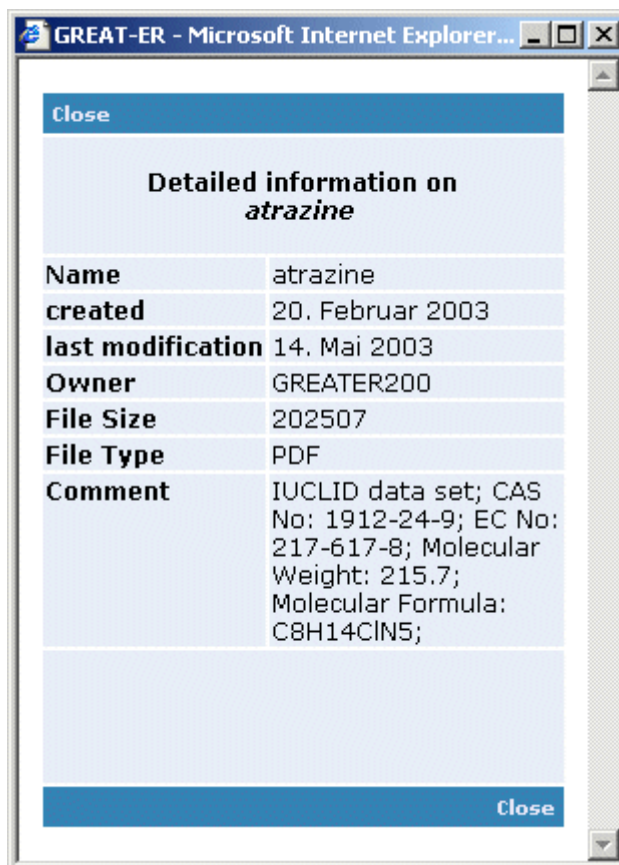 GREAT-ER - Microsoft Internet Explorer...
Close
Detailed information on
atrazine
Name atrazine
created 20. Februar 2003
last modification 14. Mai 2003
Owner GREATER200
File Size 202507
File Type PDF
Comment IUCLID data set; CAS
No: 1912-24-9; EC No:
217-617-8; Molecular
Weight: 215.7;
Molecular Formula:
C8H14ClN5;
Close